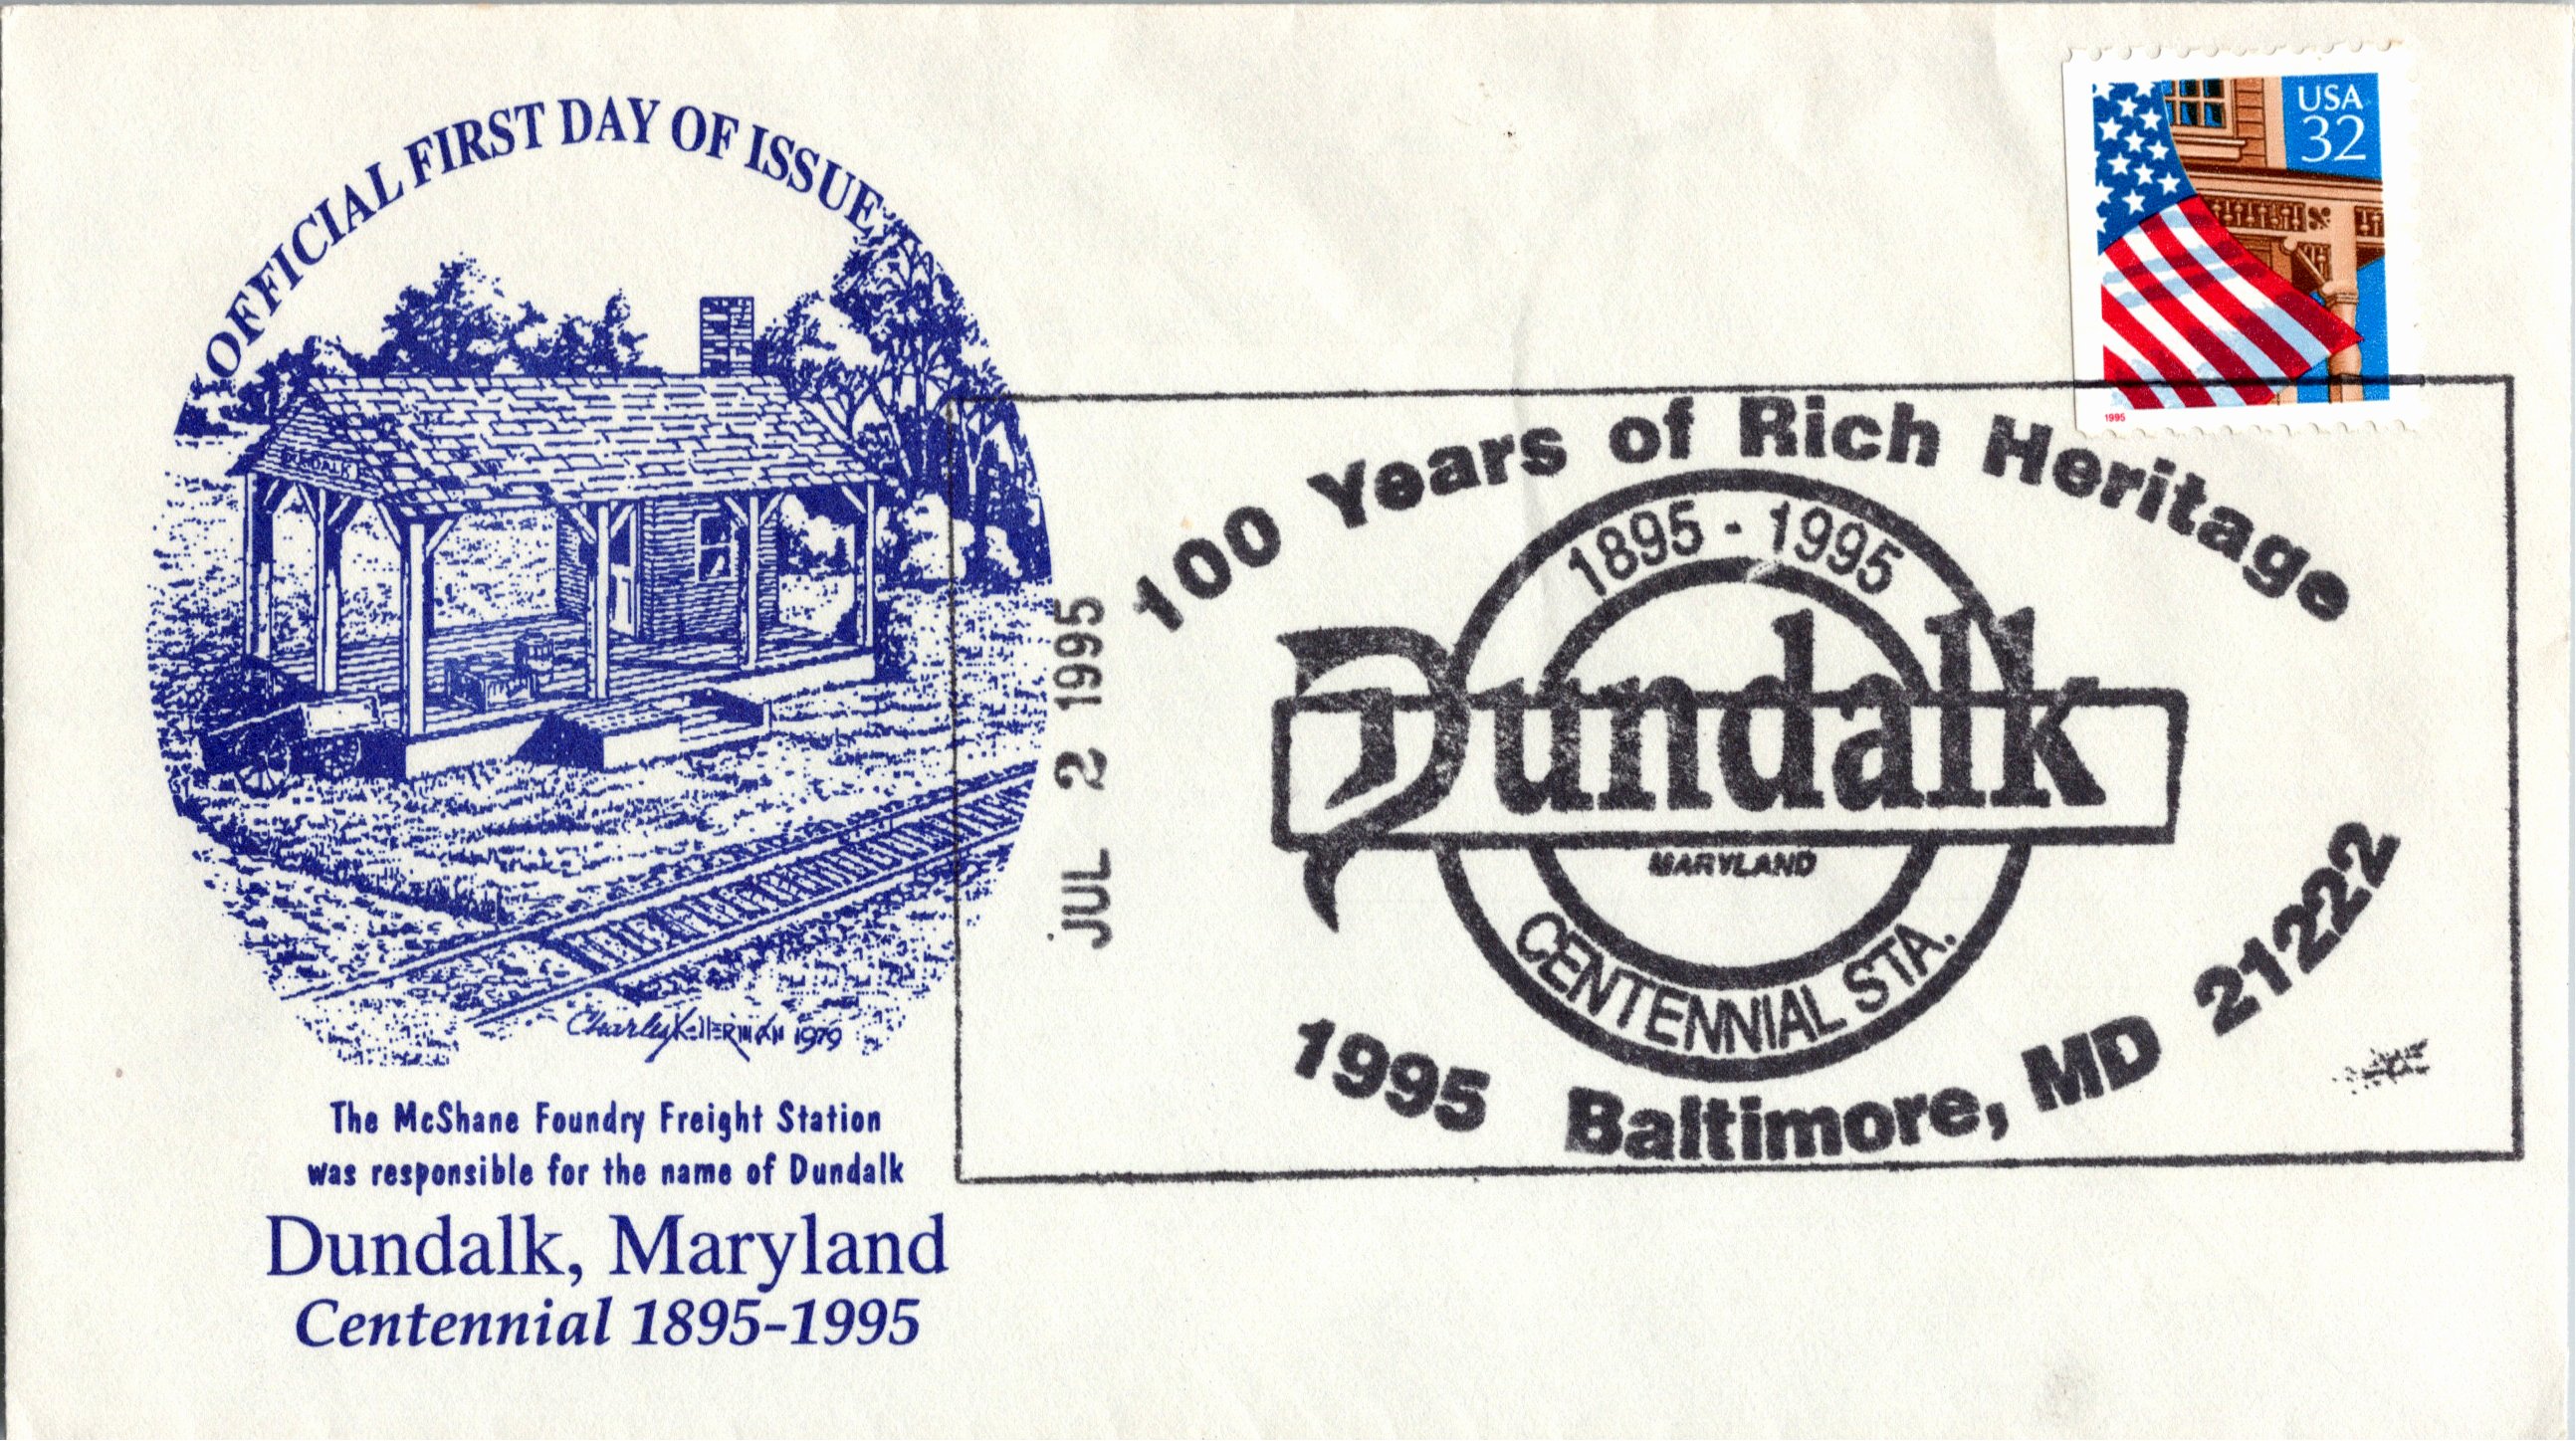 OFFICIAL FIRST DAY OF ISSUE
DUNDALK
Charley Kellerman 1979
The McShane Foundry Freight Station
was responsible for the name of Dundalk
Dundalk, Maryland
Centennial 1895-1995
USA
32
1995
JUL 2 1995
100 Years of Rich Heritage
1895 - 1995
Dundalk
MARYLAND
CENTENNIAL STA.
1995 Baltimore, MD 21222